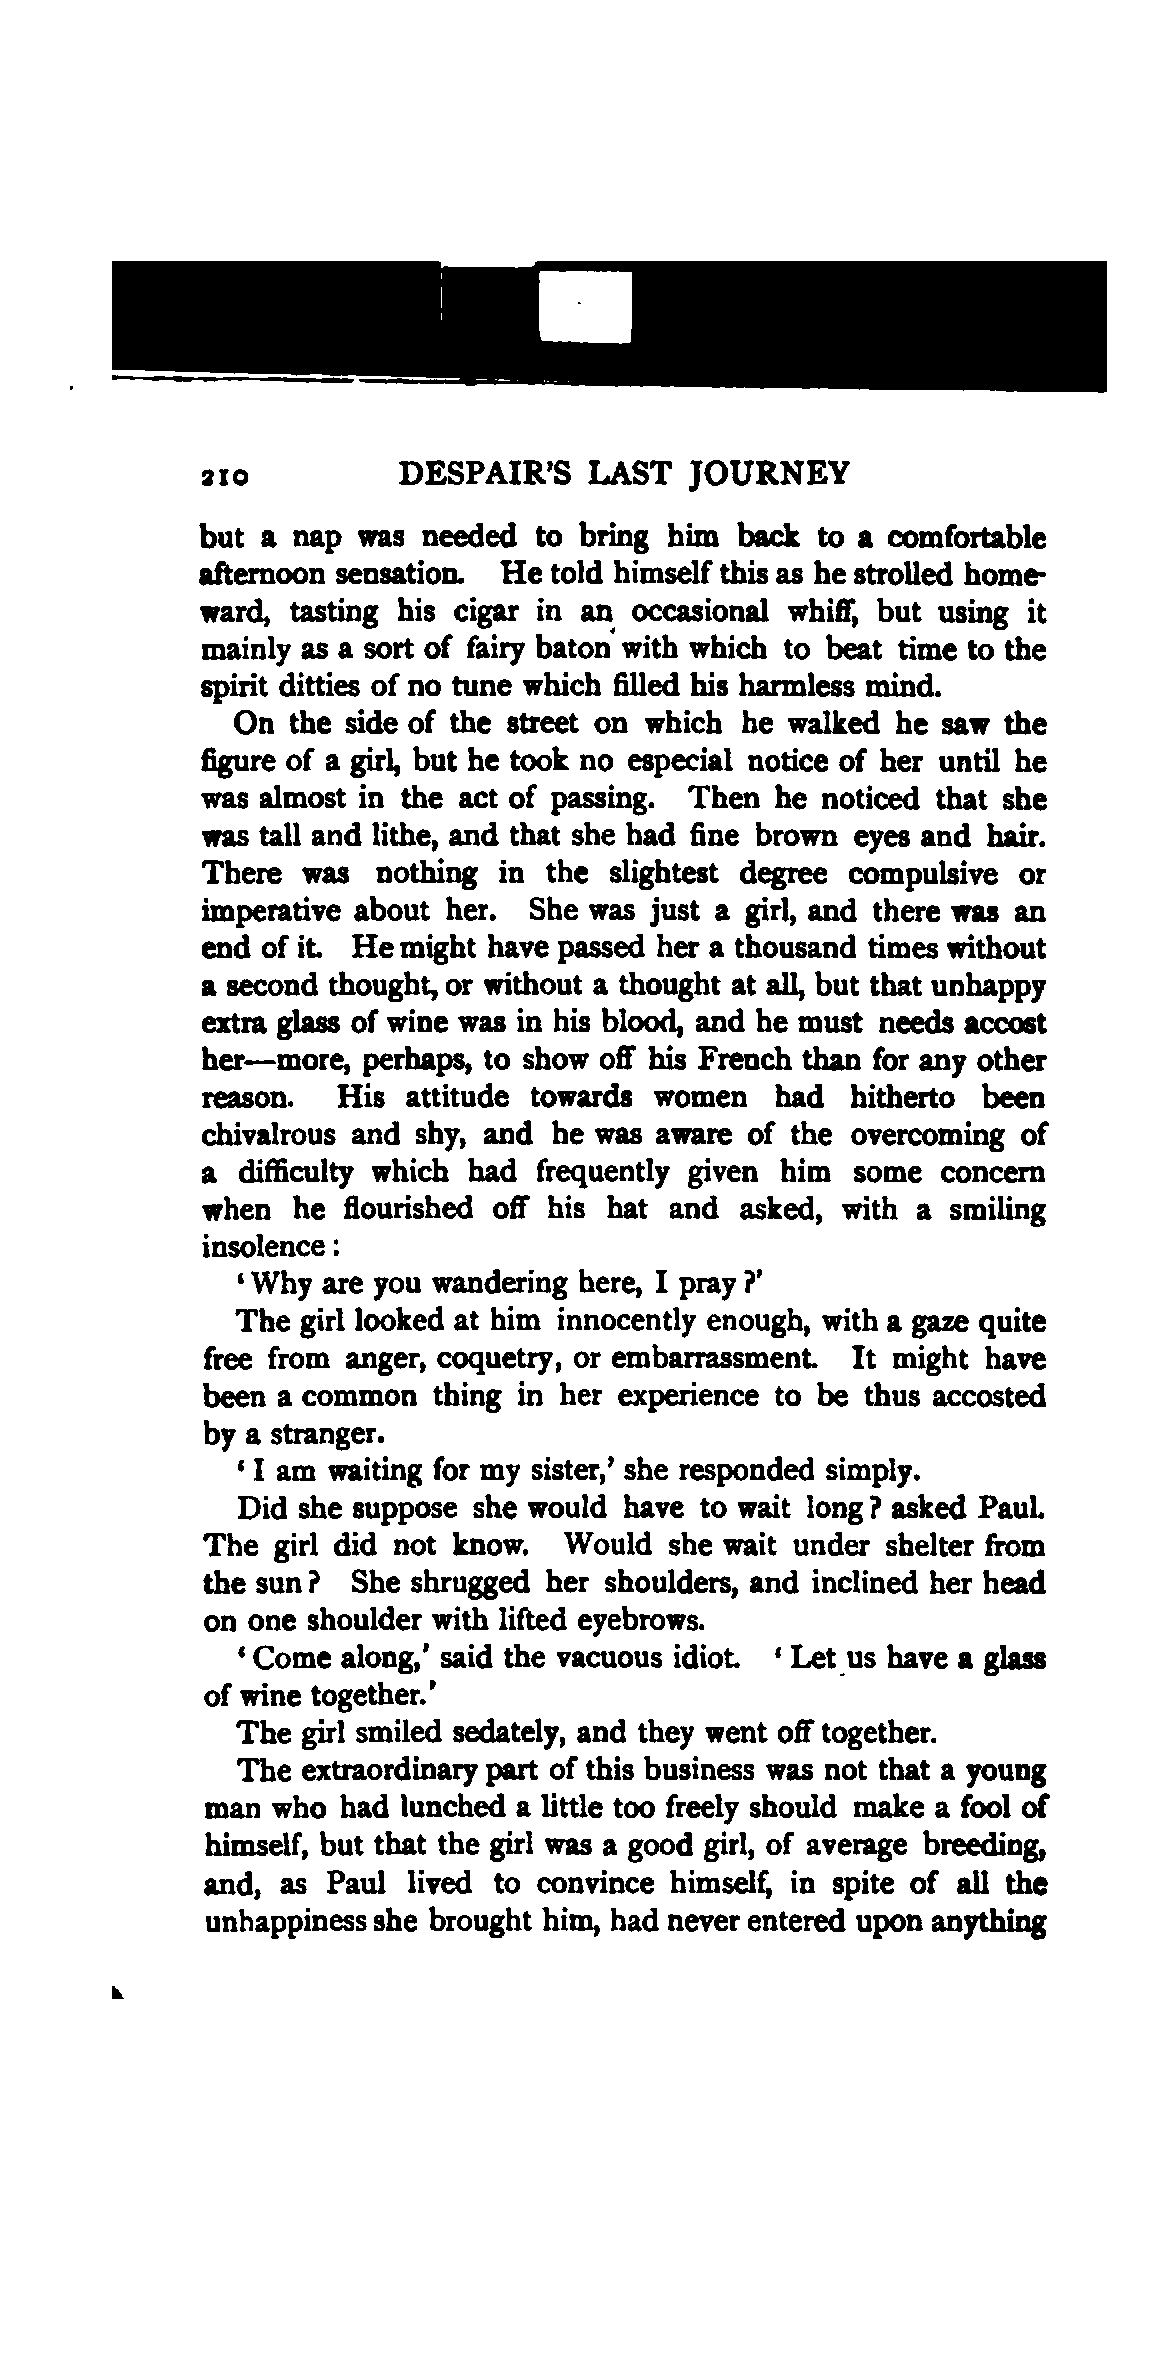 210 DESPAIR'S LAST JOURNEY
but a nap was needed to bring him back to a comfortable
afternoon sensation. He told himself this as he strolled home-
ward, tasting his cigar in an occasional whiff, but using it
mainly as a sort of fairy baton with which to beat time to the
spirit ditties of no tune which filled his harmless mind.
On the side of the street on which he walked he saw the
figure of a girl, but he took no especial notice of her until he
was almost in the act of passing. Then he noticed that she
was tall and lithe, and that she had fine brown eyes and hair.
There was nothing in the slightest degree compulsive or
imperative about her. She was just a girl, and there was an
end of it. He might have passed her a thousand times without
a second thought, or without a thought at all, but that unhappy
extra glass of wine was in his blood, and he must needs accost
her—more, perhaps, to show off his French than for any other
reason. His attitude towards women had hitherto been
chivalrous and shy, and he was aware of the overcoming of
a difficulty which had frequently given him some concern
when he flourished off his hat and asked, with a smiling
insolence:
'Why are you wandering here, I pray?'
The girl looked at him innocently enough, with a gaze quite
free from anger, coquetry, or embarrassment. It might have
been a common thing in her experience to be thus accosted
by a stranger.
'I am waiting for my sister,' she responded simply.
Did she suppose she would have to wait long? asked Paul.
The girl did not know. Would she wait under shelter from
the sun? She shrugged her shoulders, and inclined her head
on one shoulder with lifted eyebrows.
'Come along,' said the vacuous idiot. 'Let us have a glass
of wine together.'
The girl smiled sedately, and they went off together.
The extraordinary part of this business was not that a young
man who had lunched a little too freely should make a fool of
himself, but that the girl was a good girl, of average breeding,
and, as Paul lived to convince himself, in spite of all the
unhappiness she brought him, had never entered upon anything